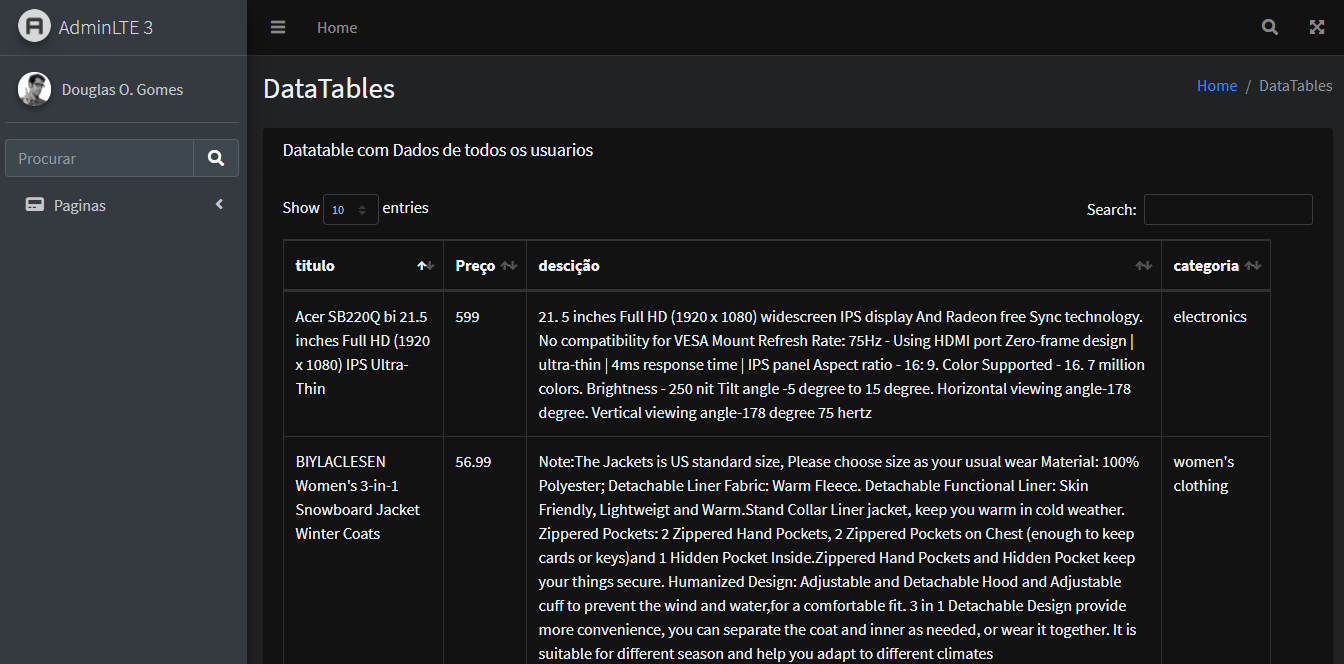 AdminLTE 3
Home
Douglas O. Gomes
DataTables
Home / DataTables
Procurar
Paginas
Datatable com Dados de todos os usuarios
Show 10 entries
Search:
titulo
Preço
descição
categoria
Acer SB220Q bi 21.5
inches Full HD (1920
x 1080) IPS Ultra-
Thin
599
21. 5 inches Full HD (1920 x 1080) widescreen IPS display And Radeon free Sync technology.
No compatibility for VESA Mount Refresh Rate: 75Hz - Using HDMI port Zero-frame design |
ultra-thin | 4ms response time | IPS panel Aspect ratio - 16: 9. Color Supported - 16. 7 million
colors. Brightness - 250 nit Tilt angle -5 degree to 15 degree. Horizontal viewing angle-178
degree. Vertical viewing angle-178 degree 75 hertz
electronics
BIYLACLESEN
Women's 3-in-1
Snowboard Jacket
Winter Coats
56.99
Note:The Jackets is US standard size, Please choose size as your usual wear Material: 100%
Polyester; Detachable Liner Fabric: Warm Fleece. Detachable Functional Liner: Skin
Friendly, Lightweigt and Warm.Stand Collar Liner jacket, keep you warm in cold weather.
Zippered Pockets: 2 Zippered Hand Pockets, 2 Zippered Pockets on Chest (enough to keep
cards or keys)and 1 Hidden Pocket Inside.Zippered Hand Pockets and Hidden Pocket keep
your things secure. Humanized Design: Adjustable and Detachable Hood and Adjustable
cuff to prevent the wind and water,for a comfortable fit. 3 in 1 Detachable Design provide
more convenience, you can separate the coat and inner as needed, or wear it together. It is
suitable for different season and help you adapt to different climates
women's
clothing